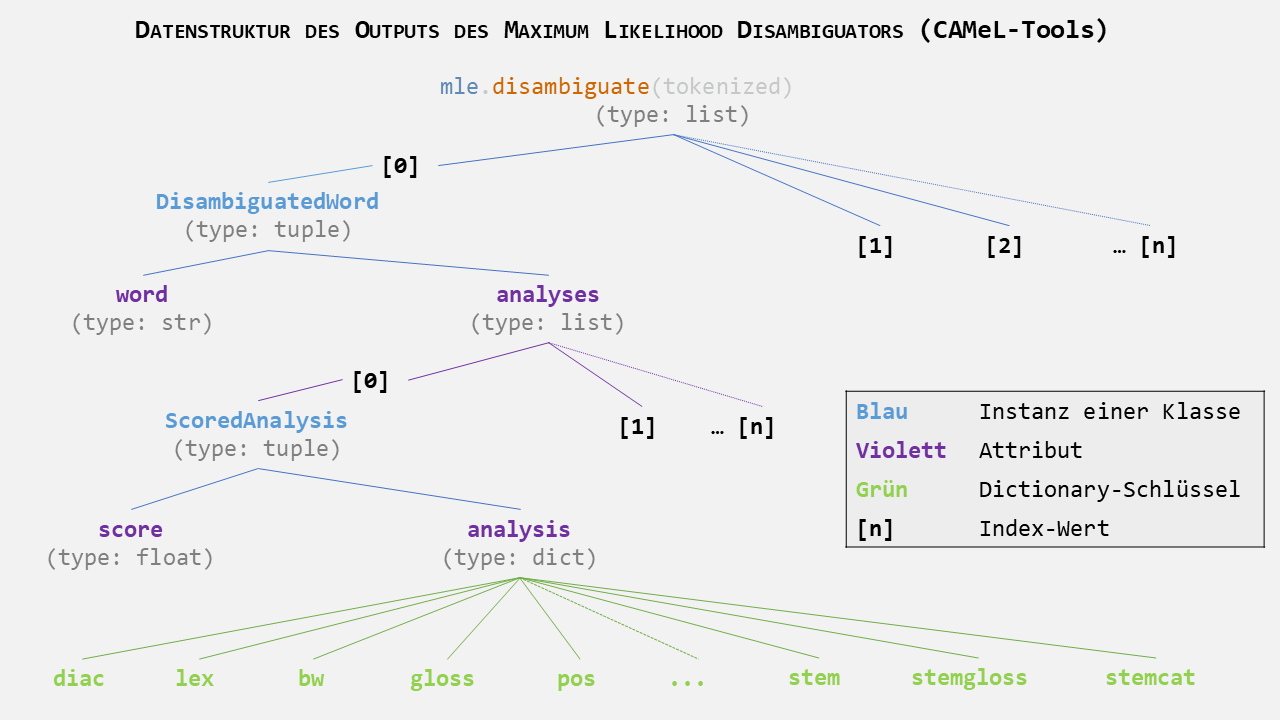 Datenstruktur des Outputs des Maximum Likelihood Disambiguators (CAMeL-Tools)
mle.disambiguate(tokenized)
(type: list)
[0]
DisambiguatedWord
(type: tuple)
[1] [2] … [n]
word analyses
(type: str) (type: list)
[0]
ScoredAnalysis
(type: tuple)
[1] … [n]
Blau Instanz einer Klasse
Violett Attribut
Grün Dictionary-Schlüssel
[n] Index-Wert
score analysis
(type: float) (type: dict)
diac lex bw gloss pos ... stem stemgloss stemcat